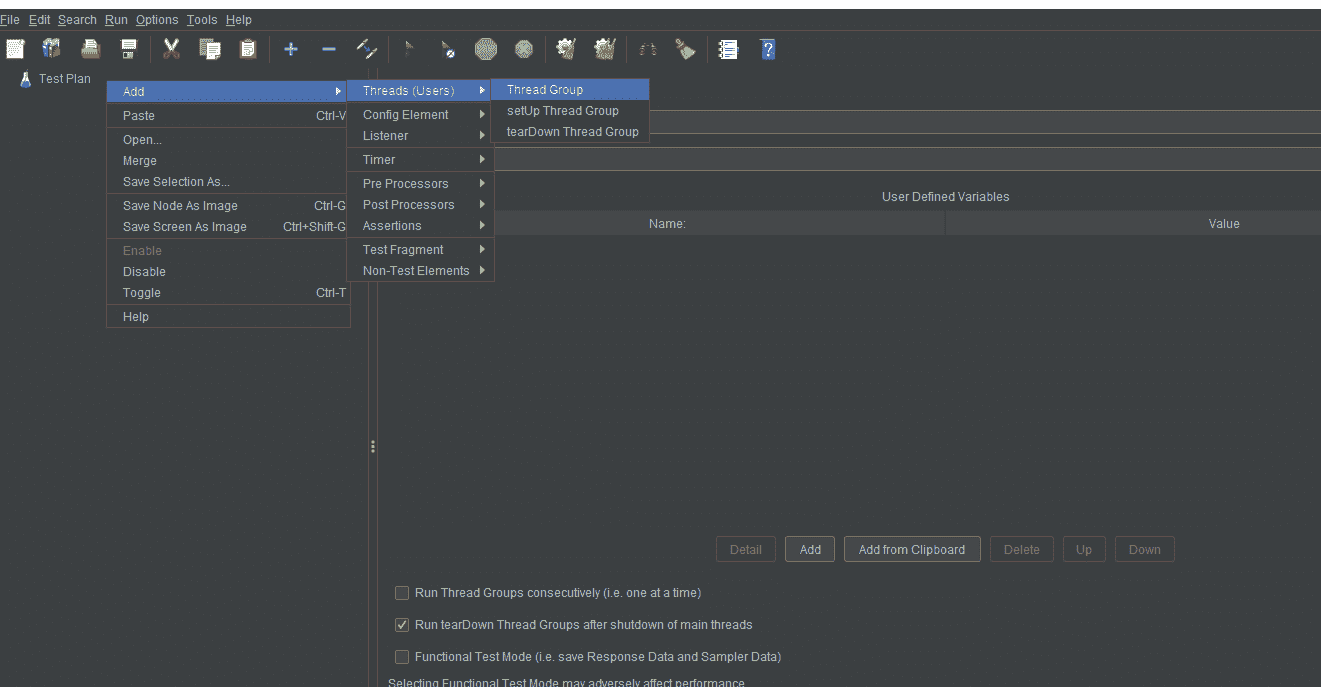 File Edit Search Run Options Tools Help
Test Plan
Add
Paste Ctrl-V
Open...
Merge
Save Selection As...
Save Node As Image Ctrl-G
Save Screen As Image Ctrl+Shift-G
Enable
Disable
Toggle Ctrl-T
Help
Threads (Users)
Config Element
Listener
Timer
Pre Processors
Post Processors
Assertions
Test Fragment
Non-Test Elements
Thread Group
setUp Thread Group
tearDown Thread Group
User Defined Variables
Name: Value
Detail Add Add from Clipboard Delete Up Down
Run Thread Groups consecutively (i.e. one at a time)
Run tearDown Thread Groups after shutdown of main threads
Functional Test Mode (i.e. save Response Data and Sampler Data)
Selecting Functional Test Mode may adversely affect performance.